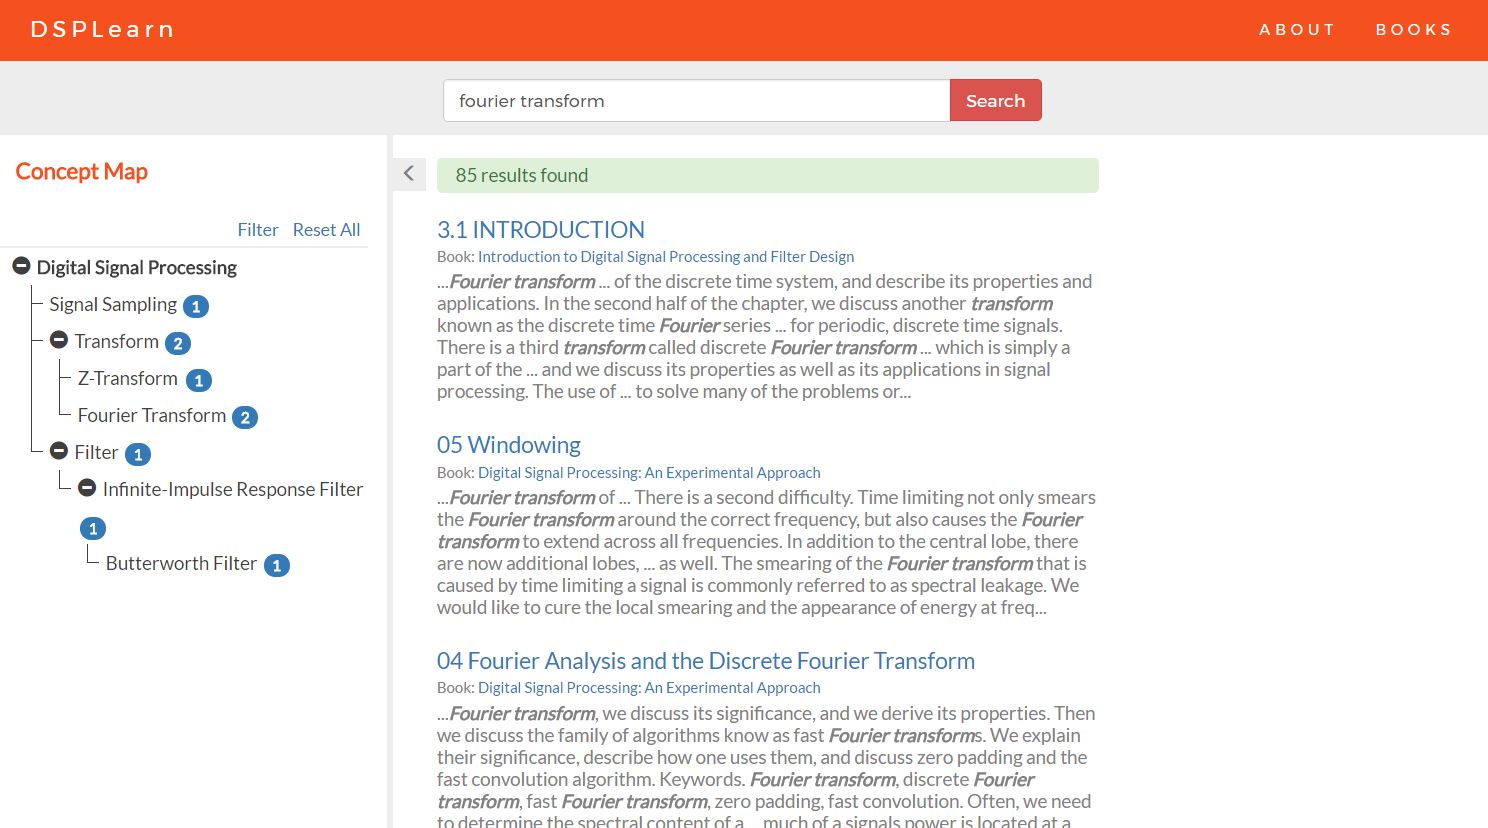 DSPLearn
ABOUT BOOKS
fourier transform Search
Concept Map
Filter Reset All
Digital Signal Processing
Signal Sampling 1
Transform 2
Z-Transform 1
Fourier Transform 2
Filter 1
Infinite-Impulse Response Filter
1
Butterworth Filter 1
85 results found
3.1 INTRODUCTION
Book: Introduction to Digital Signal Processing and Filter Design
...Fourier transform ... of the discrete time system, and describe its properties and
applications. In the second half of the chapter, we discuss another transform
known as the discrete time Fourier series ... for periodic, discrete time signals.
There is a third transform called discrete Fourier transform ... which is simply a
part of the ... and we discuss its properties as well as its applications in signal
processing. The use of ... to solve many of the problems or...
05 Windowing
Book: Digital Signal Processing: An Experimental Approach
...Fourier transform of ... There is a second difficulty. Time limiting not only smears
the Fourier transform around the correct frequency, but also causes the Fourier
transform to extend across all frequencies. In addition to the central lobe, there
are now additional lobes, ... as well. The smearing of the Fourier transform that is
caused by time limiting a signal is commonly referred to as spectral leakage. We
would like to cure the local smearing and the appearance of energy at freq...
04 Fourier Analysis and the Discrete Fourier Transform
Book: Digital Signal Processing: An Experimental Approach
...Fourier transform, we discuss its significance, and we derive its properties. Then
we discuss the family of algorithms know as fast Fourier transforms. We explain
their significance, describe how one uses them, and discuss zero padding and the
fast convolution algorithm. Keywords. Fourier transform, discrete Fourier
transform, fast Fourier transform, zero padding, fast convolution. Often, we need
to determine the spectral content of a ... much of a signals power is located at a